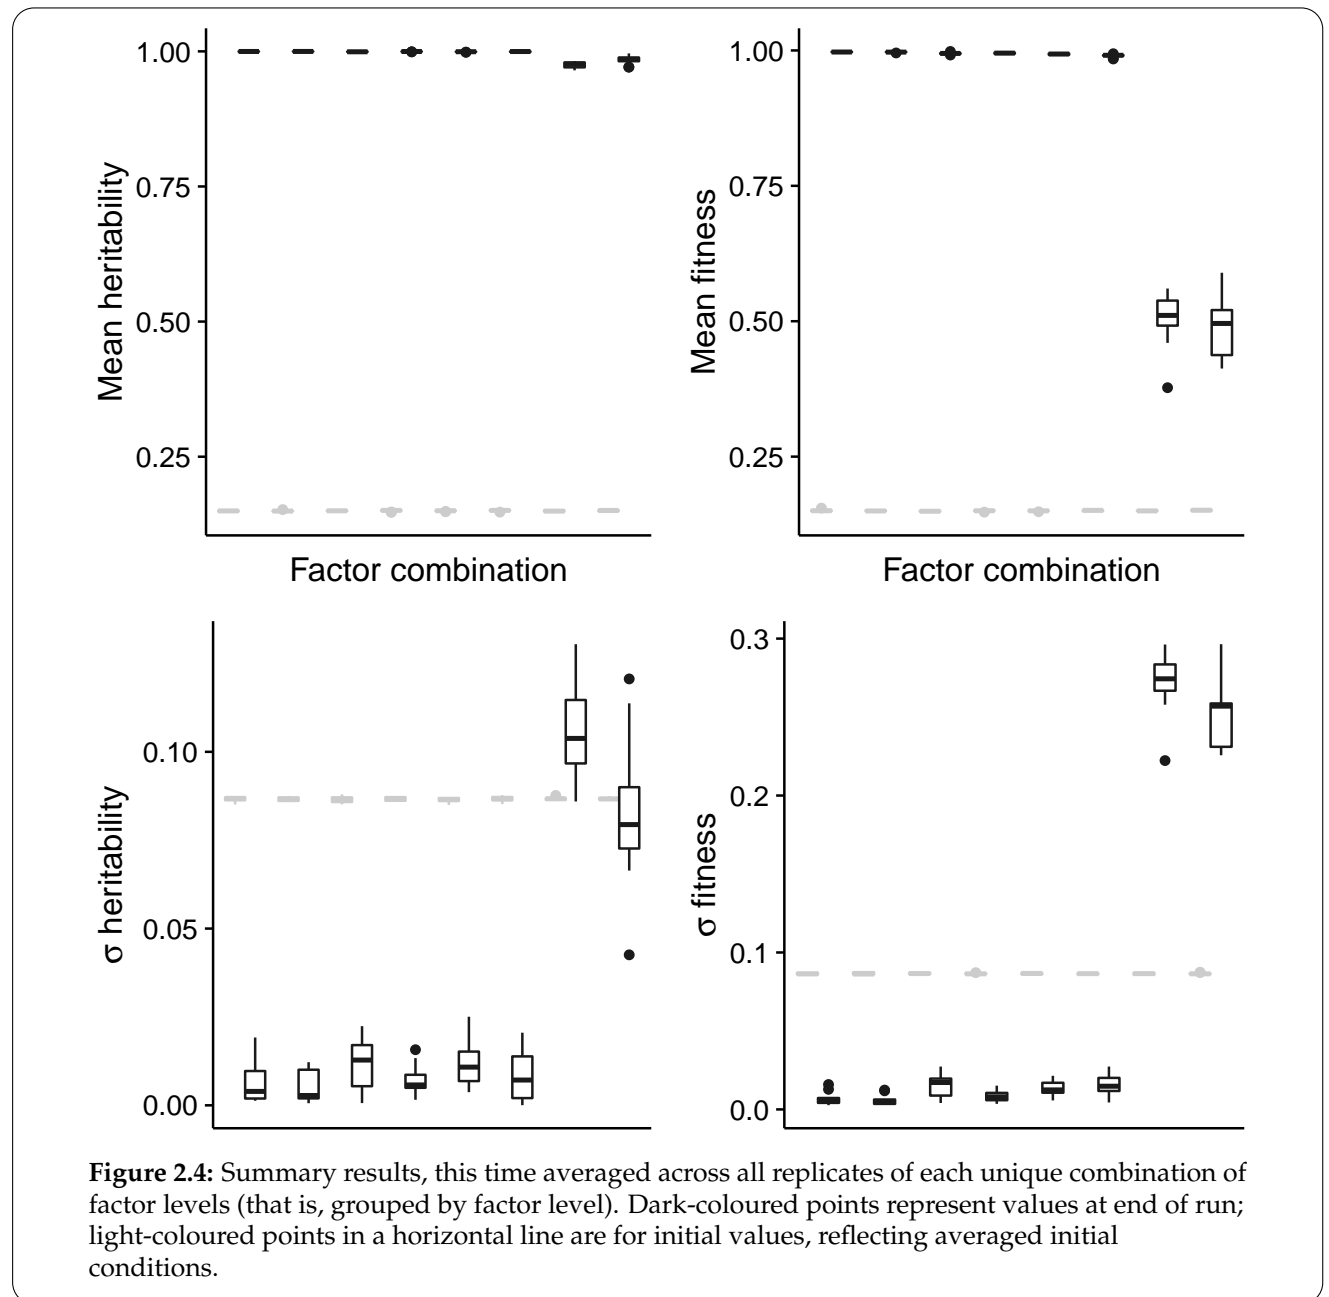 1.00
0.75
0.50
0.25
Mean heritability
Factor combination
1.00
0.75
0.50
0.25
Mean fitness
Factor combination
0.10
0.05
0.00
σ heritability
0.3
0.2
0.1
0.0
σ fitness
Figure 2.4: Summary results, this time averaged across all replicates of each unique combination of
factor levels (that is, grouped by factor level). Dark-coloured points represent values at end of run;
light-coloured points in a horizontal line are for initial values, reflecting averaged initial
conditions.